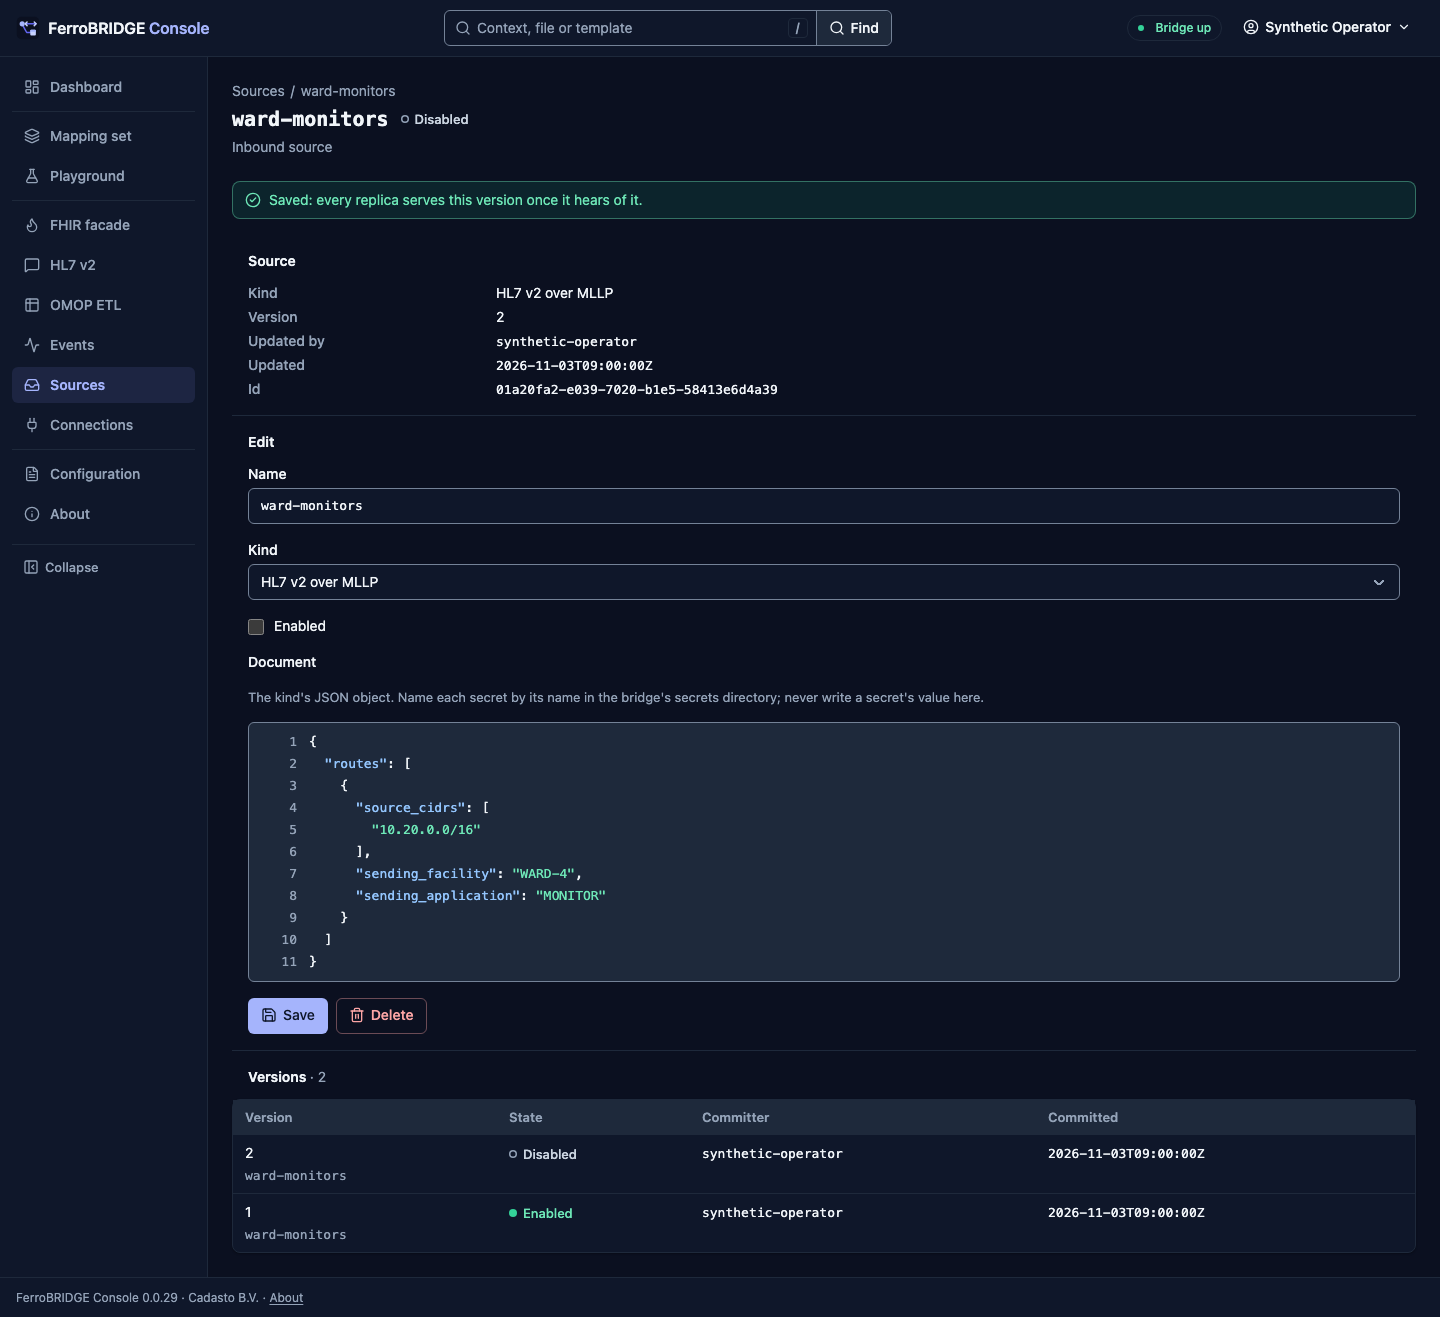 FerroBRIDGE Console
Context, file or template
/
Find
Bridge up
Synthetic Operator
Dashboard
Mapping set
Playground
FHIR facade
HL7 v2
OMOP ETL
Events
Sources
Connections
Configuration
About
Collapse
Sources / ward-monitors
ward-monitors Disabled
Inbound source
Saved: every replica serves this version once it hears of it.
Source
Kind HL7 v2 over MLLP
Version 2
Updated by synthetic-operator
Updated 2026-11-03T09:00:00Z
Id 01a20fa2-e039-7020-b1e5-58413e6d4a39
Edit
Name
ward-monitors
Kind
HL7 v2 over MLLP
Enabled
Document
The kind's JSON object. Name each secret by its name in the bridge's secrets directory; never write a secret's value here.
1 {
2 "routes": [
3 {
4 "source_cidrs": [
5 "10.20.0.0/16"
6 ],
7 "sending_facility": "WARD-4",
8 "sending_application": "MONITOR"
9 }
10 ]
11 }
Save
Delete
Versions · 2
Version State Committer Committed
2 Disabled synthetic-operator 2026-11-03T09:00:00Z
ward-monitors
1 Enabled synthetic-operator 2026-11-03T09:00:00Z
ward-monitors
FerroBRIDGE Console 0.0.29 · Cadasto B.V. · About